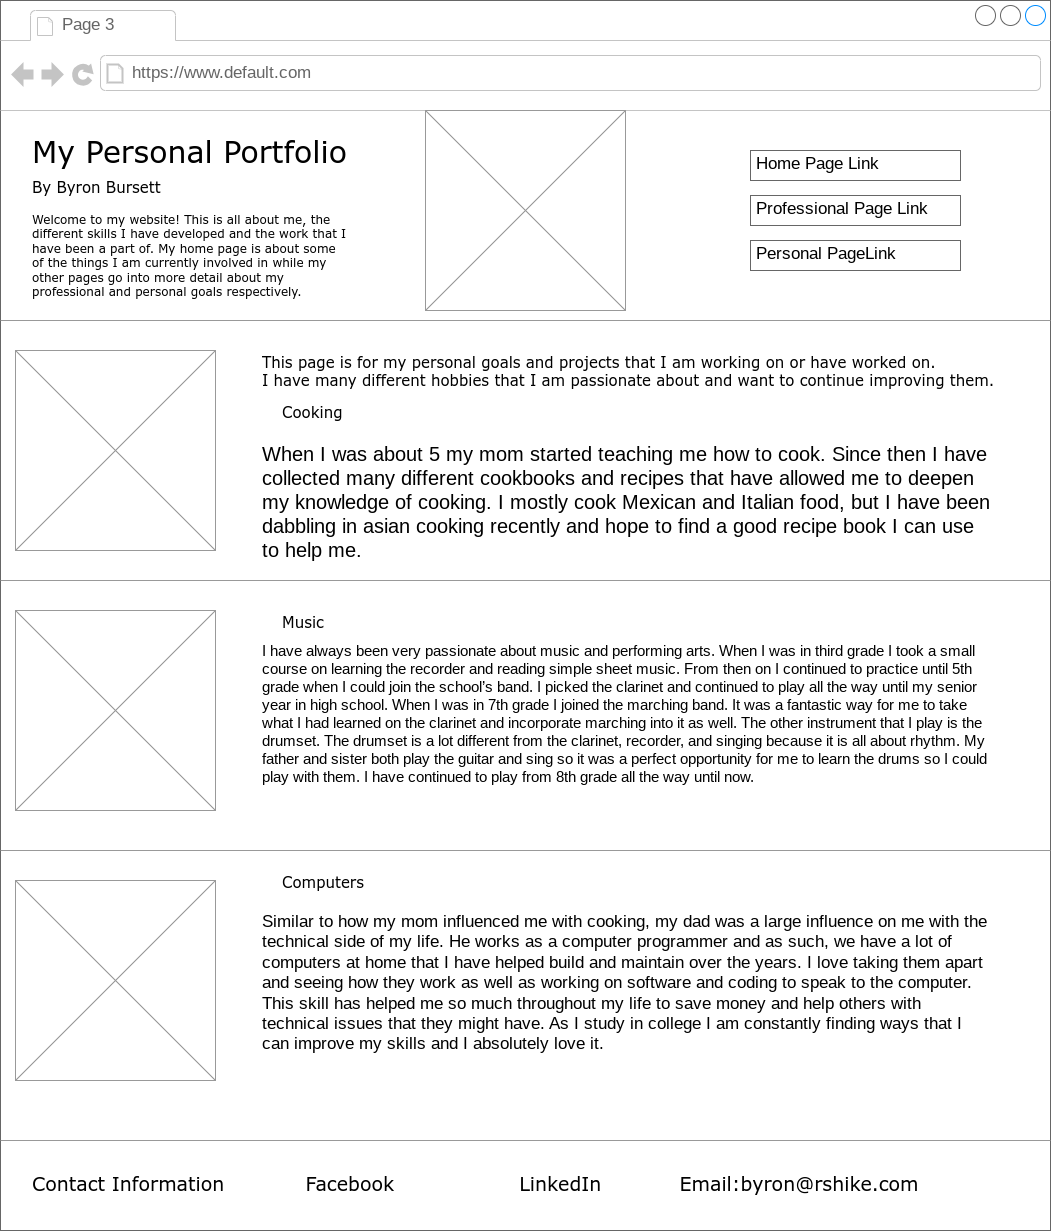 Page 3
https://www.default.com
My Personal Portfolio
By Byron Bursett
Welcome to my website! This is all about me, the
different skills I have developed and the work that I
have been a part of. My home page is about some
of the things I am currently involved in while my
other pages go into more detail about my
professional and personal goals respectively.
Home Page Link
Professional Page Link
Personal PageLink
This page is for my personal goals and projects that I am working on or have worked on.
I have many different hobbies that I am passionate about and want to continue improving them.
Cooking
When I was about 5 my mom started teaching me how to cook. Since then I have
collected many different cookbooks and recipes that have allowed me to deepen
my knowledge of cooking. I mostly cook Mexican and Italian food, but I have been
dabbling in asian cooking recently and hope to find a good recipe book I can use
to help me.
Music
I have always been very passionate about music and performing arts. When I was in third grade I took a small
course on learning the recorder and reading simple sheet music. From then on I continued to practice until 5th
grade when I could join the school's band. I picked the clarinet and continued to play all the way until my senior
year in high school. When I was in 7th grade I joined the marching band. It was a fantastic way for me to take
what I had learned on the clarinet and incorporate marching into it as well. The other instrument that I play is the
drumset. The drumset is a lot different from the clarinet, recorder, and singing because it is all about rhythm. My
father and sister both play the guitar and sing so it was a perfect opportunity for me to learn the drums so I could
play with them. I have continued to play from 8th grade all the way until now.
Computers
Similar to how my mom influenced me with cooking, my dad was a large influence on me with the
technical side of my life. He works as a computer programmer and as such, we have a lot of
computers at home that I have helped build and maintain over the years. I love taking them apart
and seeing how they work as well as working on software and coding to speak to the computer.
This skill has helped me so much throughout my life to save money and help others with
technical issues that they might have. As I study in college I am constantly finding ways that I
can improve my skills and I absolutely love it.
Contact Information
Facebook
LinkedIn
Email:byron@rshike.com